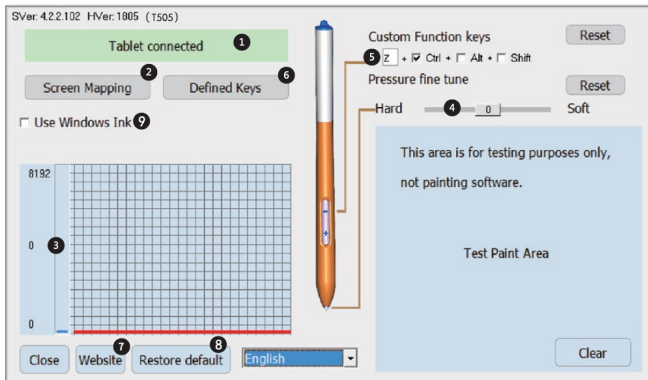 SVer: 4.2.2.102 HVer: 1805 (T505)
Tablet connected 1
2
6
Screen Mapping
Defined Keys
Use Windows Ink 9
8192
0 3
0
7
8
Close
Website
Restore default
English
Custom Function keys
Reset
5 Z + Ctrl + Alt + Shift
Pressure fine tune
Reset
Hard 4 0 Soft
This area is for testing purposes only,
not painting software.
Test Paint Area
Clear
- 
+